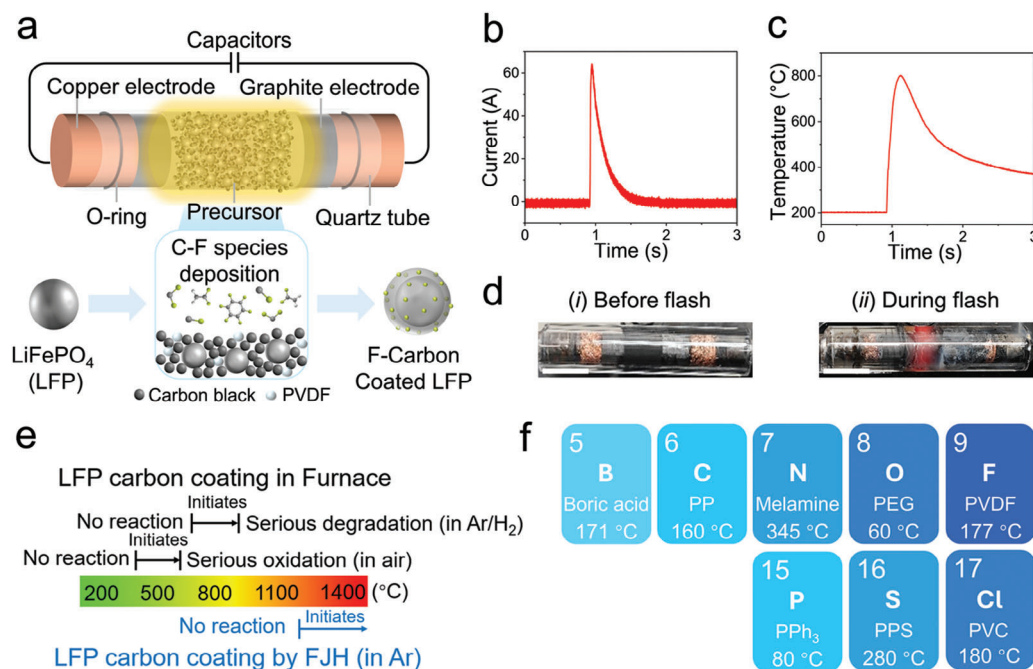 a
Capacitors
Copper electrode
Graphite electrode
O-ring
Precursor
Quartz tube
C-F species
deposition
LiFePO₄
(LFP)
F-Carbon
Coated LFP
Carbon black
PVDF
b
Current (A)
60
40
20
0
0
1
2
3
Time (s)
c
Temperature (°C)
800
600
400
200
0
1
2
3
Time (s)
d
(i) Before flash
(ii) During flash
e
LFP carbon coating in Furnace
No reaction
Initiates
Serious degradation (in Ar/H₂)
No reaction
Initiates
Serious oxidation (in air)
200 500 800 1100 1400 (°C)
No reaction
Initiates
LFP carbon coating by FJH (in Ar)
f
5
B
Boric acid
171 °C
6
C
PP
160 °C
7
N
Melamine
345 °C
8
O
PEG
60 °C
9
F
PVDF
177 °C
15
P
PPh₃
80 °C
16
S
PPS
280 °C
17
Cl
PVC
180 °C